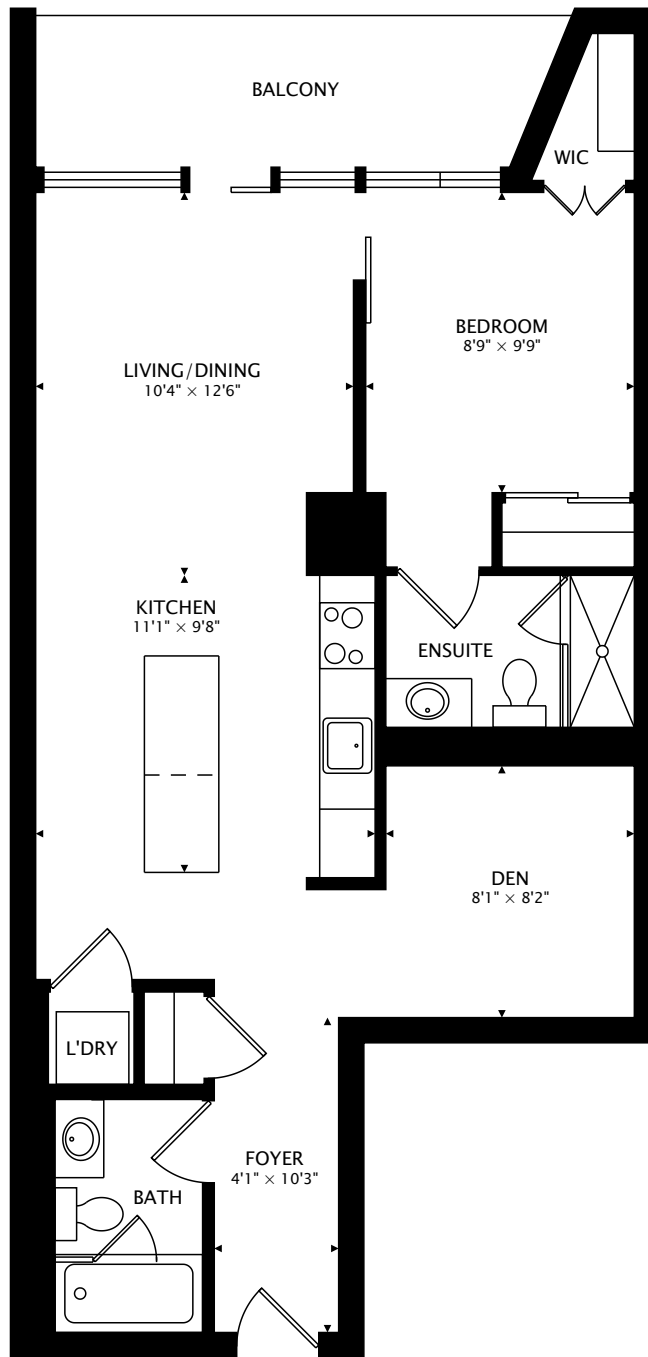 BALCONY
WIC
BEDROOM
8'9" × 9'9"
LIVING/DINING
10'4" × 12'6"
KITCHEN
11'1" × 9'8"
ENSUITE
DEN
8'1" × 8'2"
L'DRY
FOYER
4'1" × 10'3"
BATH